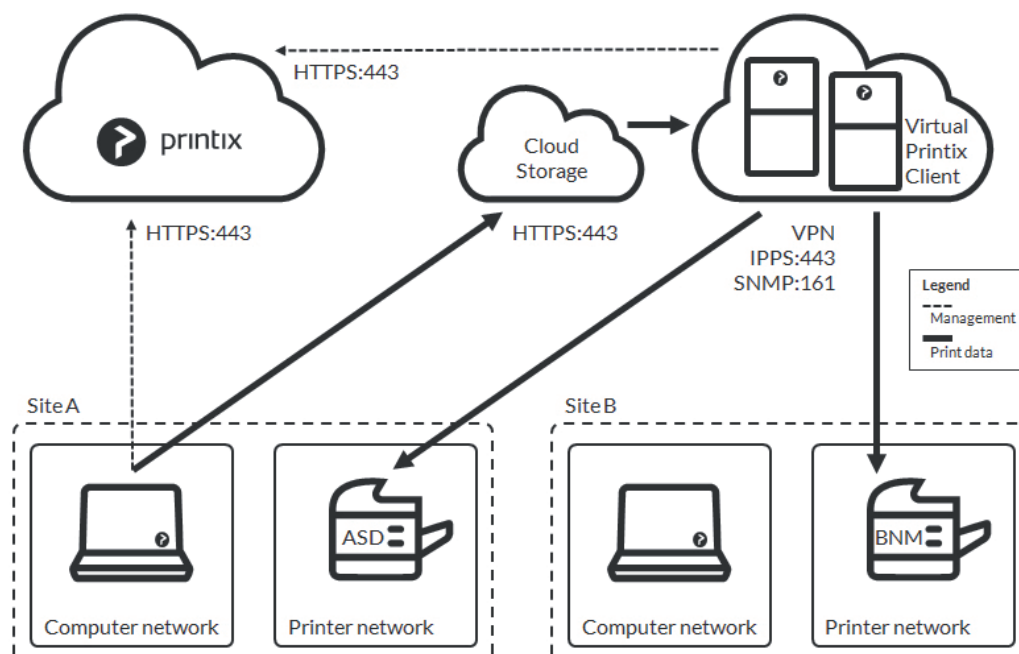 HTTPS:443
printix
Cloud
Storage
Virtual
Printix
Client
HTTPS:443
HTTPS:443
VPN
IPPS:443
SNMP:161
Legend
Management
Print data
Site A
Site B
ASD
BNM
Computer network
Printer network
Computer network
Printer network